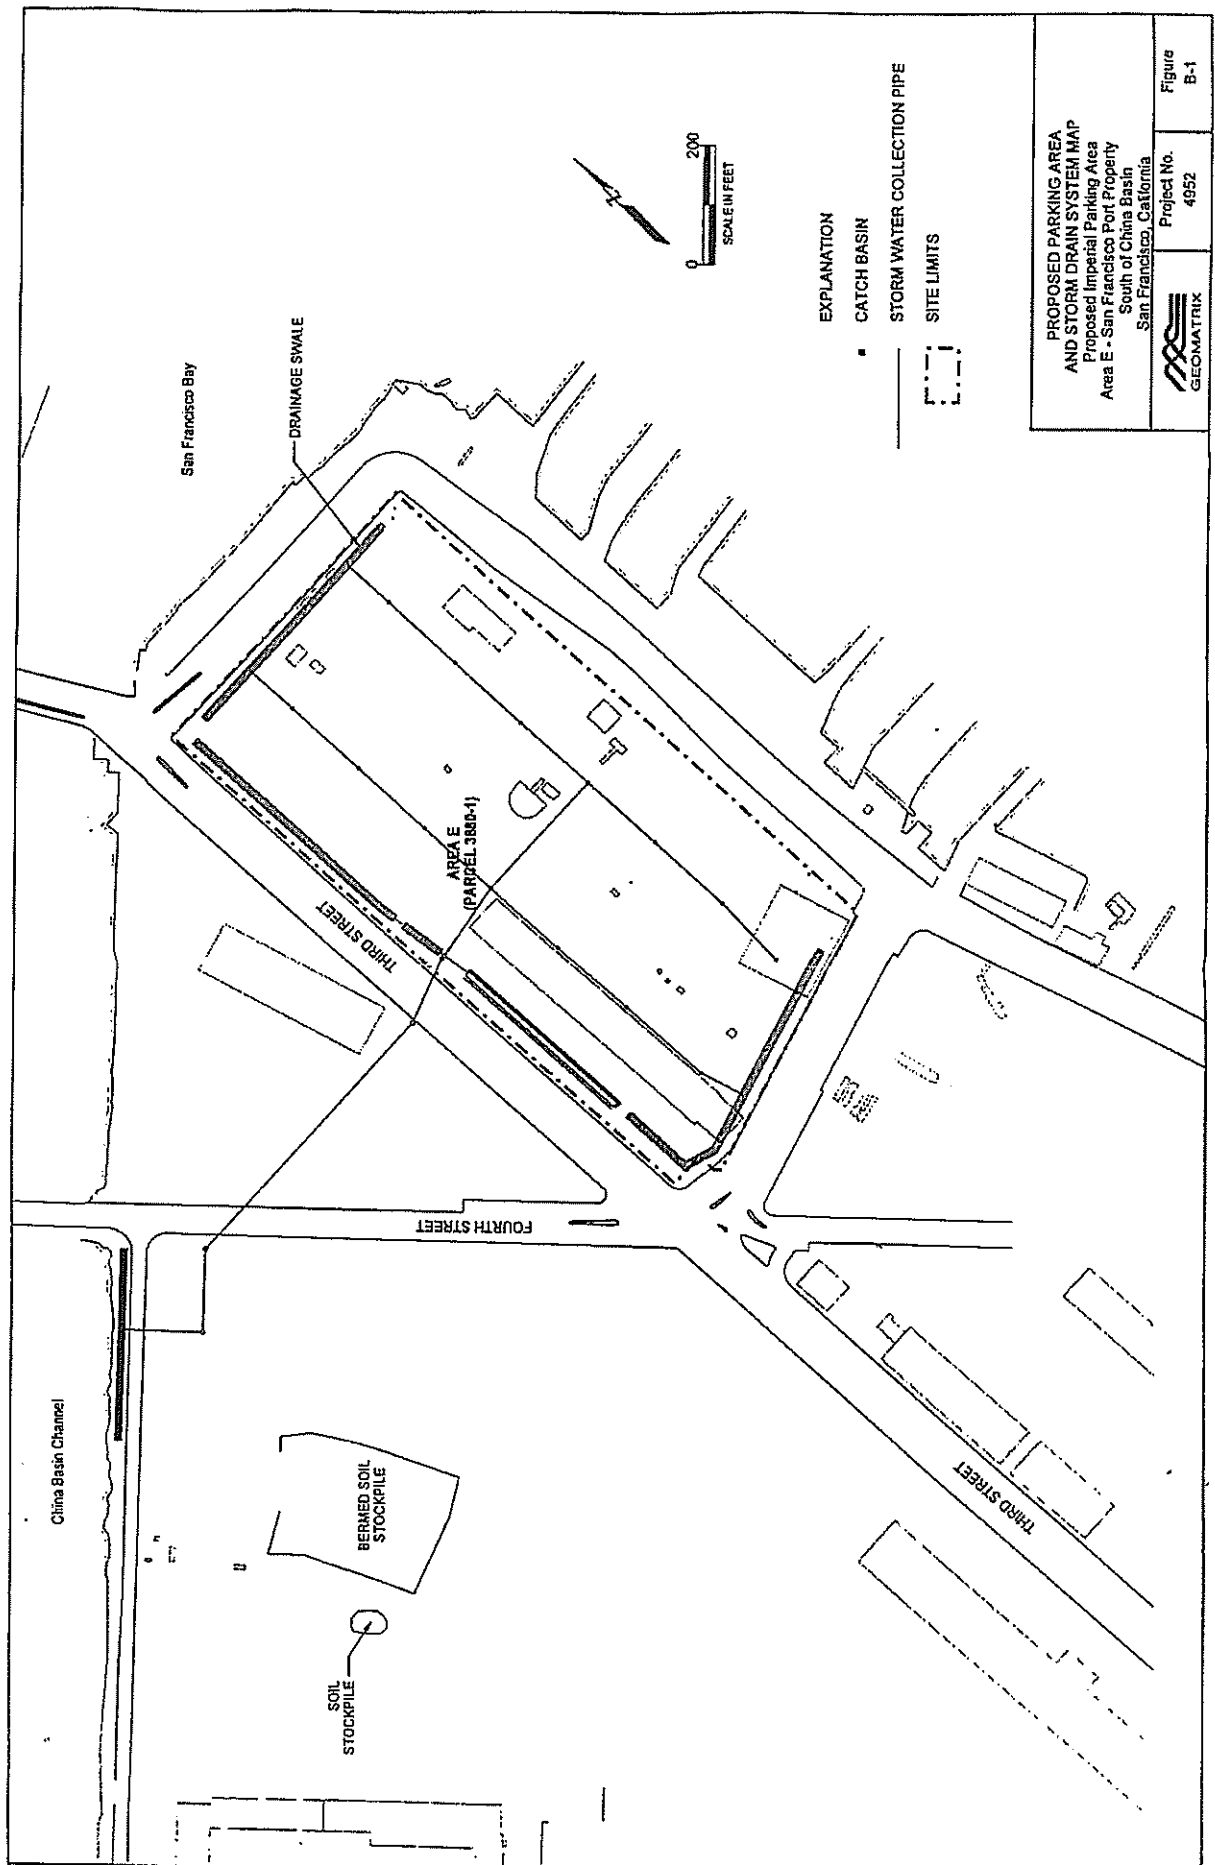 San Francisco Bay
DRAINAGE SWALE
China Basin Channel
THIRD STREET
AREA E
(PARCEL 3880-1)
FOURTH STREET
BERMED SOIL
STOCKPILE
SOIL
STOCKPILE
THIRD STREET
0
200
SCALE IN FEET
EXPLANATION
CATCH BASIN
STORM WATER COLLECTION PIPE
SITE LIMITS
PROPOSED PARKING AREA
AND STORM DRAIN SYSTEM MAP
Proposed Imperial Parking Area
Area E - San Francisco Port Property
South of China Basin
San Francisco, California
GEOMATRIX
Project No.
4952
Figure
B-1